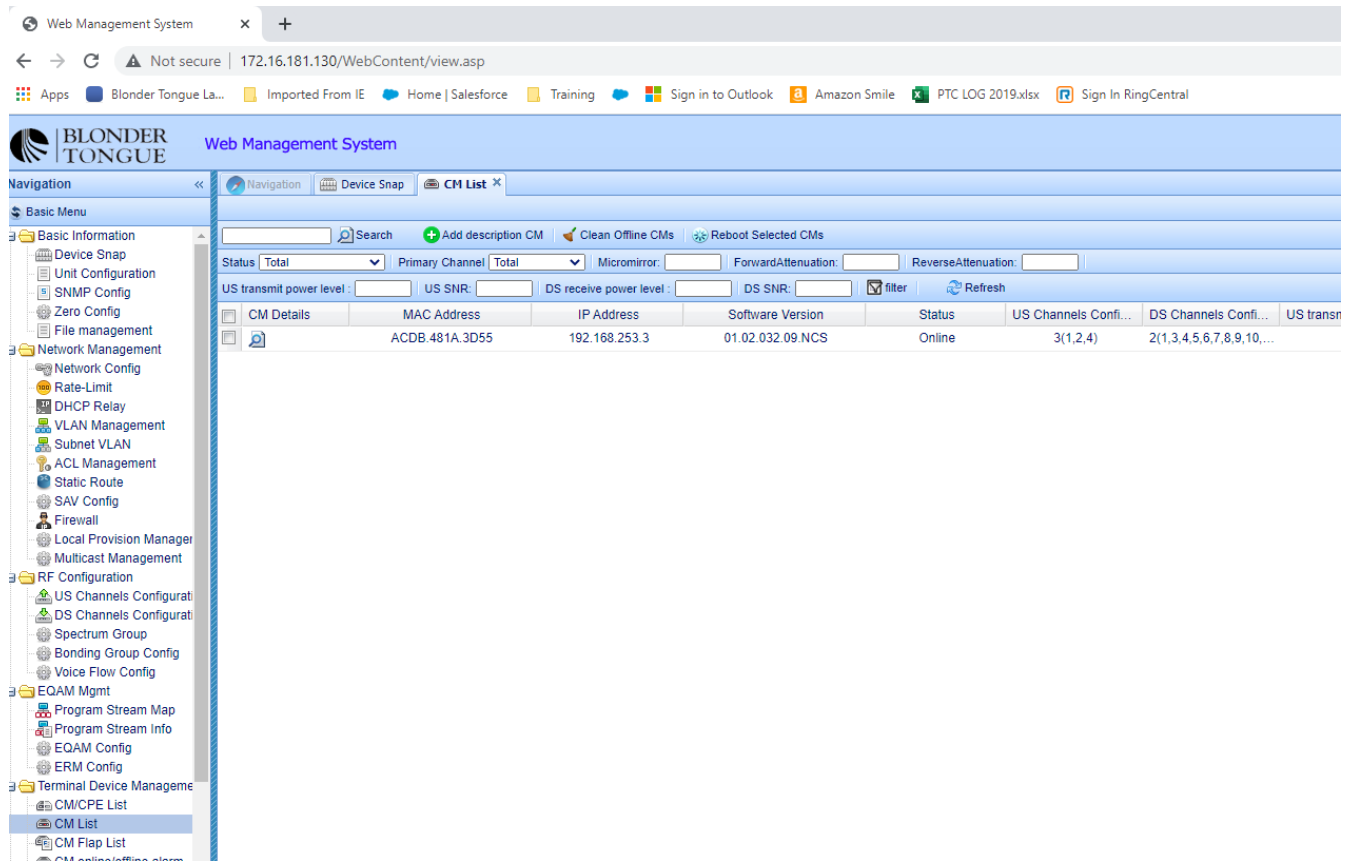 Web Management System
Not secure | 172.16.181.130/WebContent/view.asp
Apps Blonder Tongue La... Imported From IE Home | Salesforce Training Sign in to Outlook Amazon Smile PTC LOG 2019.xlsx Sign In RingCentral
BLONDER TONGUE Web Management System
Navigation « Navigation Device Snap CM List
Basic Menu
Basic Information
Device Snap
Unit Configuration
SNMP Config
Zero Config
File management
Network Management
Network Config
Rate-Limit
DHCP Relay
VLAN Management
Subnet VLAN
ACL Management
Static Route
SAV Config
Firewall
Local Provision Manager
Multicast Management
RF Configuration
US Channels Configurati
DS Channels Configurati
Spectrum Group
Bonding Group Config
Voice Flow Config
EQAM Mgmt
Program Stream Map
Program Stream Info
EQAM Config
ERM Config
Terminal Device Manageme
CM/CPE List
CM List
CM Flap List
CM online/offline alarm
Search Add description CM Clean Offline CMs Reboot Selected CMs
Status Total Primary Channel Total Micromirror: ForwardAttenuation: ReverseAttenuation:
US transmit power level : US SNR: DS receive power level : DS SNR: filter Refresh
CM Details MAC Address IP Address Software Version Status US Channels Confi... DS Channels Confi... US transn
ACDB.481A.3D55 192.168.253.3 01.02.032.09.NCS Online 3(1,2,4) 2(1,3,4,5,6,7,8,9,10,...